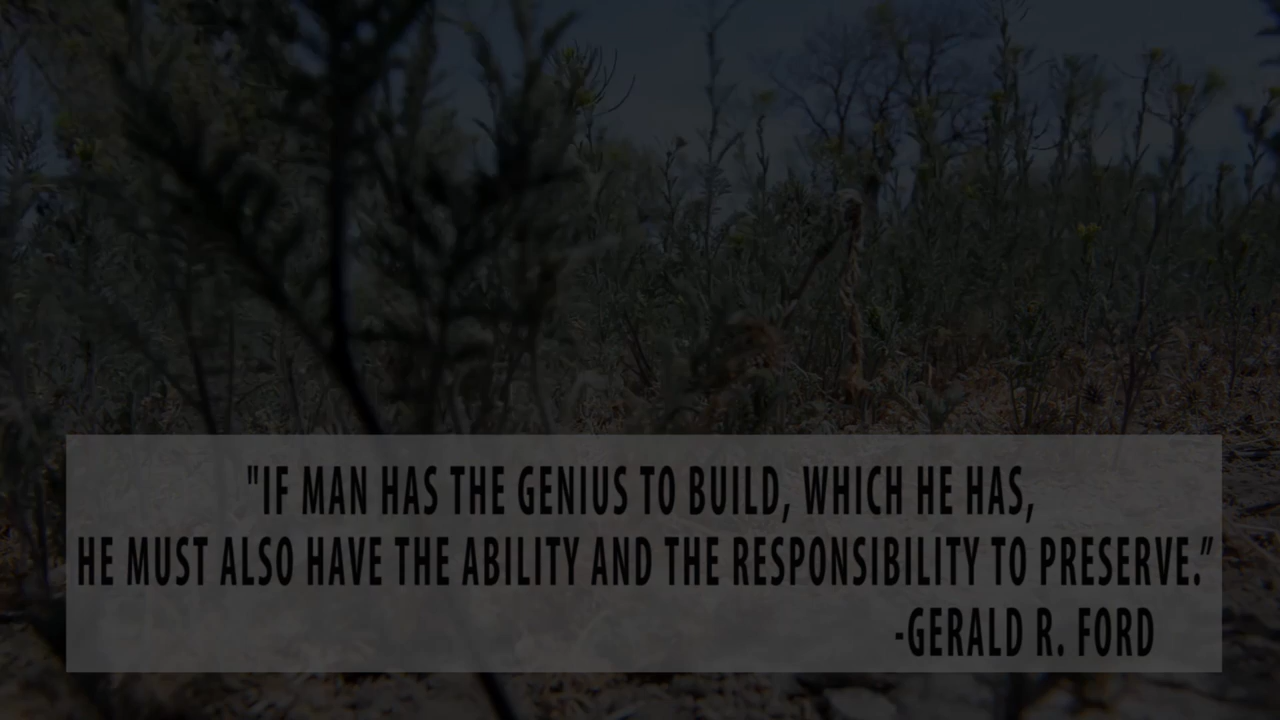 "IF MAN HAS THE GENIUS TO BUILD, WHICH HE HAS,
HE MUST ALSO HAVE THE ABILITY AND THE RESPONSIBILITY TO PRESERVE.”
-GERALD R. FORD